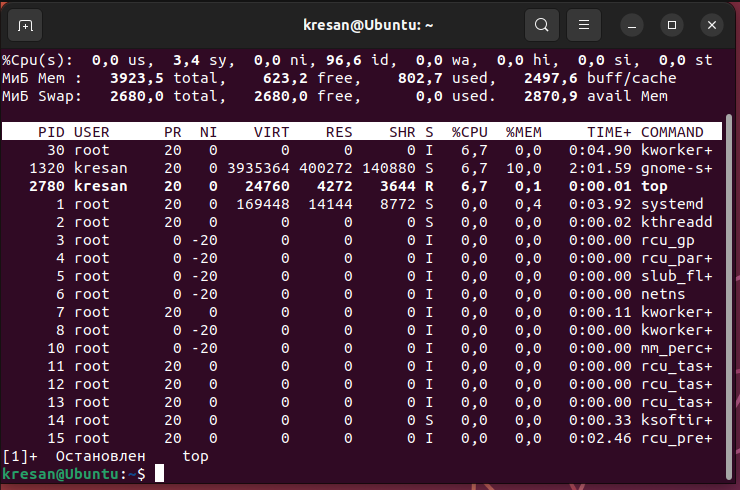 kresan@Ubuntu: ~
%Cpu(s):  0,0 us,  3,4 sy,  0,0 ni, 96,6 id,  0,0 wa,  0,0 hi,  0,0 si,  0,0 st
МиБ Mem :   3923,5 total,    623,2 free,    802,7 used,   2497,6 buff/cache
МиБ Swap:   2680,0 total,   2680,0 free,      0,0 used.   2870,9 avail Mem
PID USER      PR  NI    VIRT    RES    SHR S  %CPU  %MEM     TIME+ COMMAND
30 root      20   0       0      0      0 I   6,7   0,0   0:04.90 kworker+
1320 kresan    20   0 3935364 400272 140880 S   6,7  10,0   2:01.59 gnome-s+
2780 kresan    20   0   24760   4272   3644 R   6,7   0,1   0:00.01 top
1 root      20   0  169448  14144   8772 S   0,0   0,4   0:03.92 systemd
2 root      20   0       0      0      0 S   0,0   0,0   0:00.02 kthreadd
3 root       0 -20       0      0      0 I   0,0   0,0   0:00.00 rcu_gp
4 root       0 -20       0      0      0 I   0,0   0,0   0:00.00 rcu_par+
5 root       0 -20       0      0      0 I   0,0   0,0   0:00.00 slub_fl+
6 root       0 -20       0      0      0 I   0,0   0,0   0:00.00 netns
7 root      20   0       0      0      0 I   0,0   0,0   0:00.11 kworker+
8 root       0 -20       0      0      0 I   0,0   0,0   0:00.00 kworker+
10 root       0 -20       0      0      0 I   0,0   0,0   0:00.00 mm_perc+
11 root      20   0       0      0      0 I   0,0   0,0   0:00.00 rcu_tas+
12 root      20   0       0      0      0 I   0,0   0,0   0:00.00 rcu_tas+
13 root      20   0       0      0      0 I   0,0   0,0   0:00.00 rcu_tas+
14 root      20   0       0      0      0 S   0,0   0,0   0:00.33 ksoftir+
15 root      20   0       0      0      0 I   0,0   0,0   0:02.46 rcu_pre+
[1]+  Остановлен    top
kresan@Ubuntu:~$